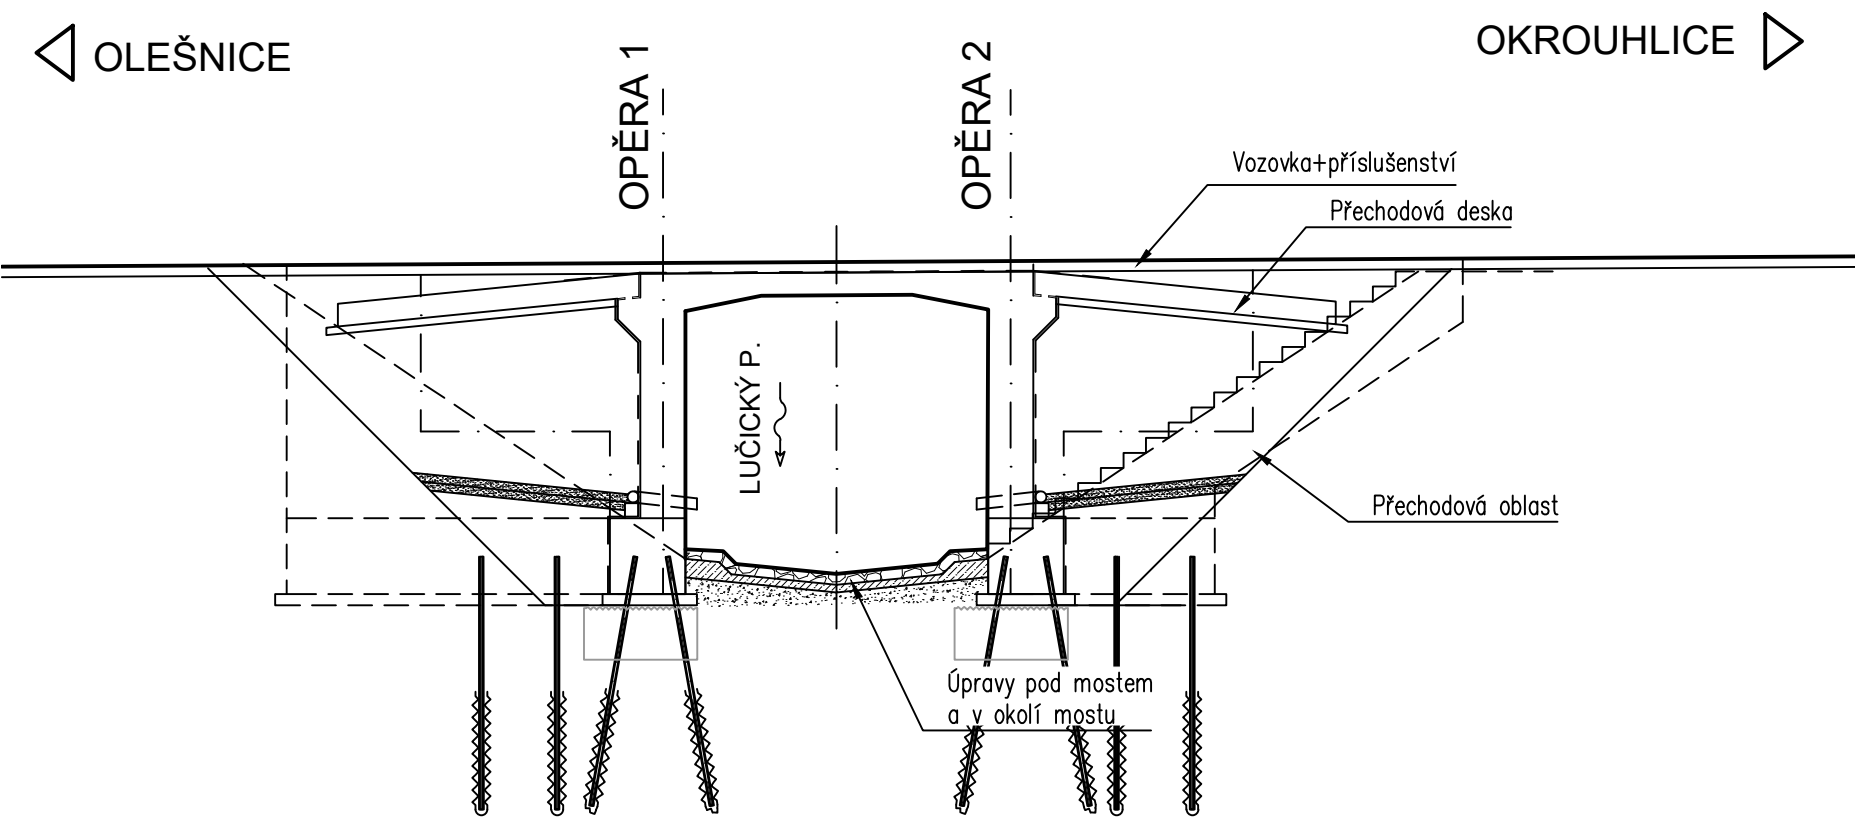 OLEŠNICE
OPĚRA 1
OPĚRA 2
OKROUHLICE
Vozovka+příslušenství
Přechodová deska
LUČICKÝ P.
Přechodová oblast
Úpravy pod mostem
a v okolí mostu